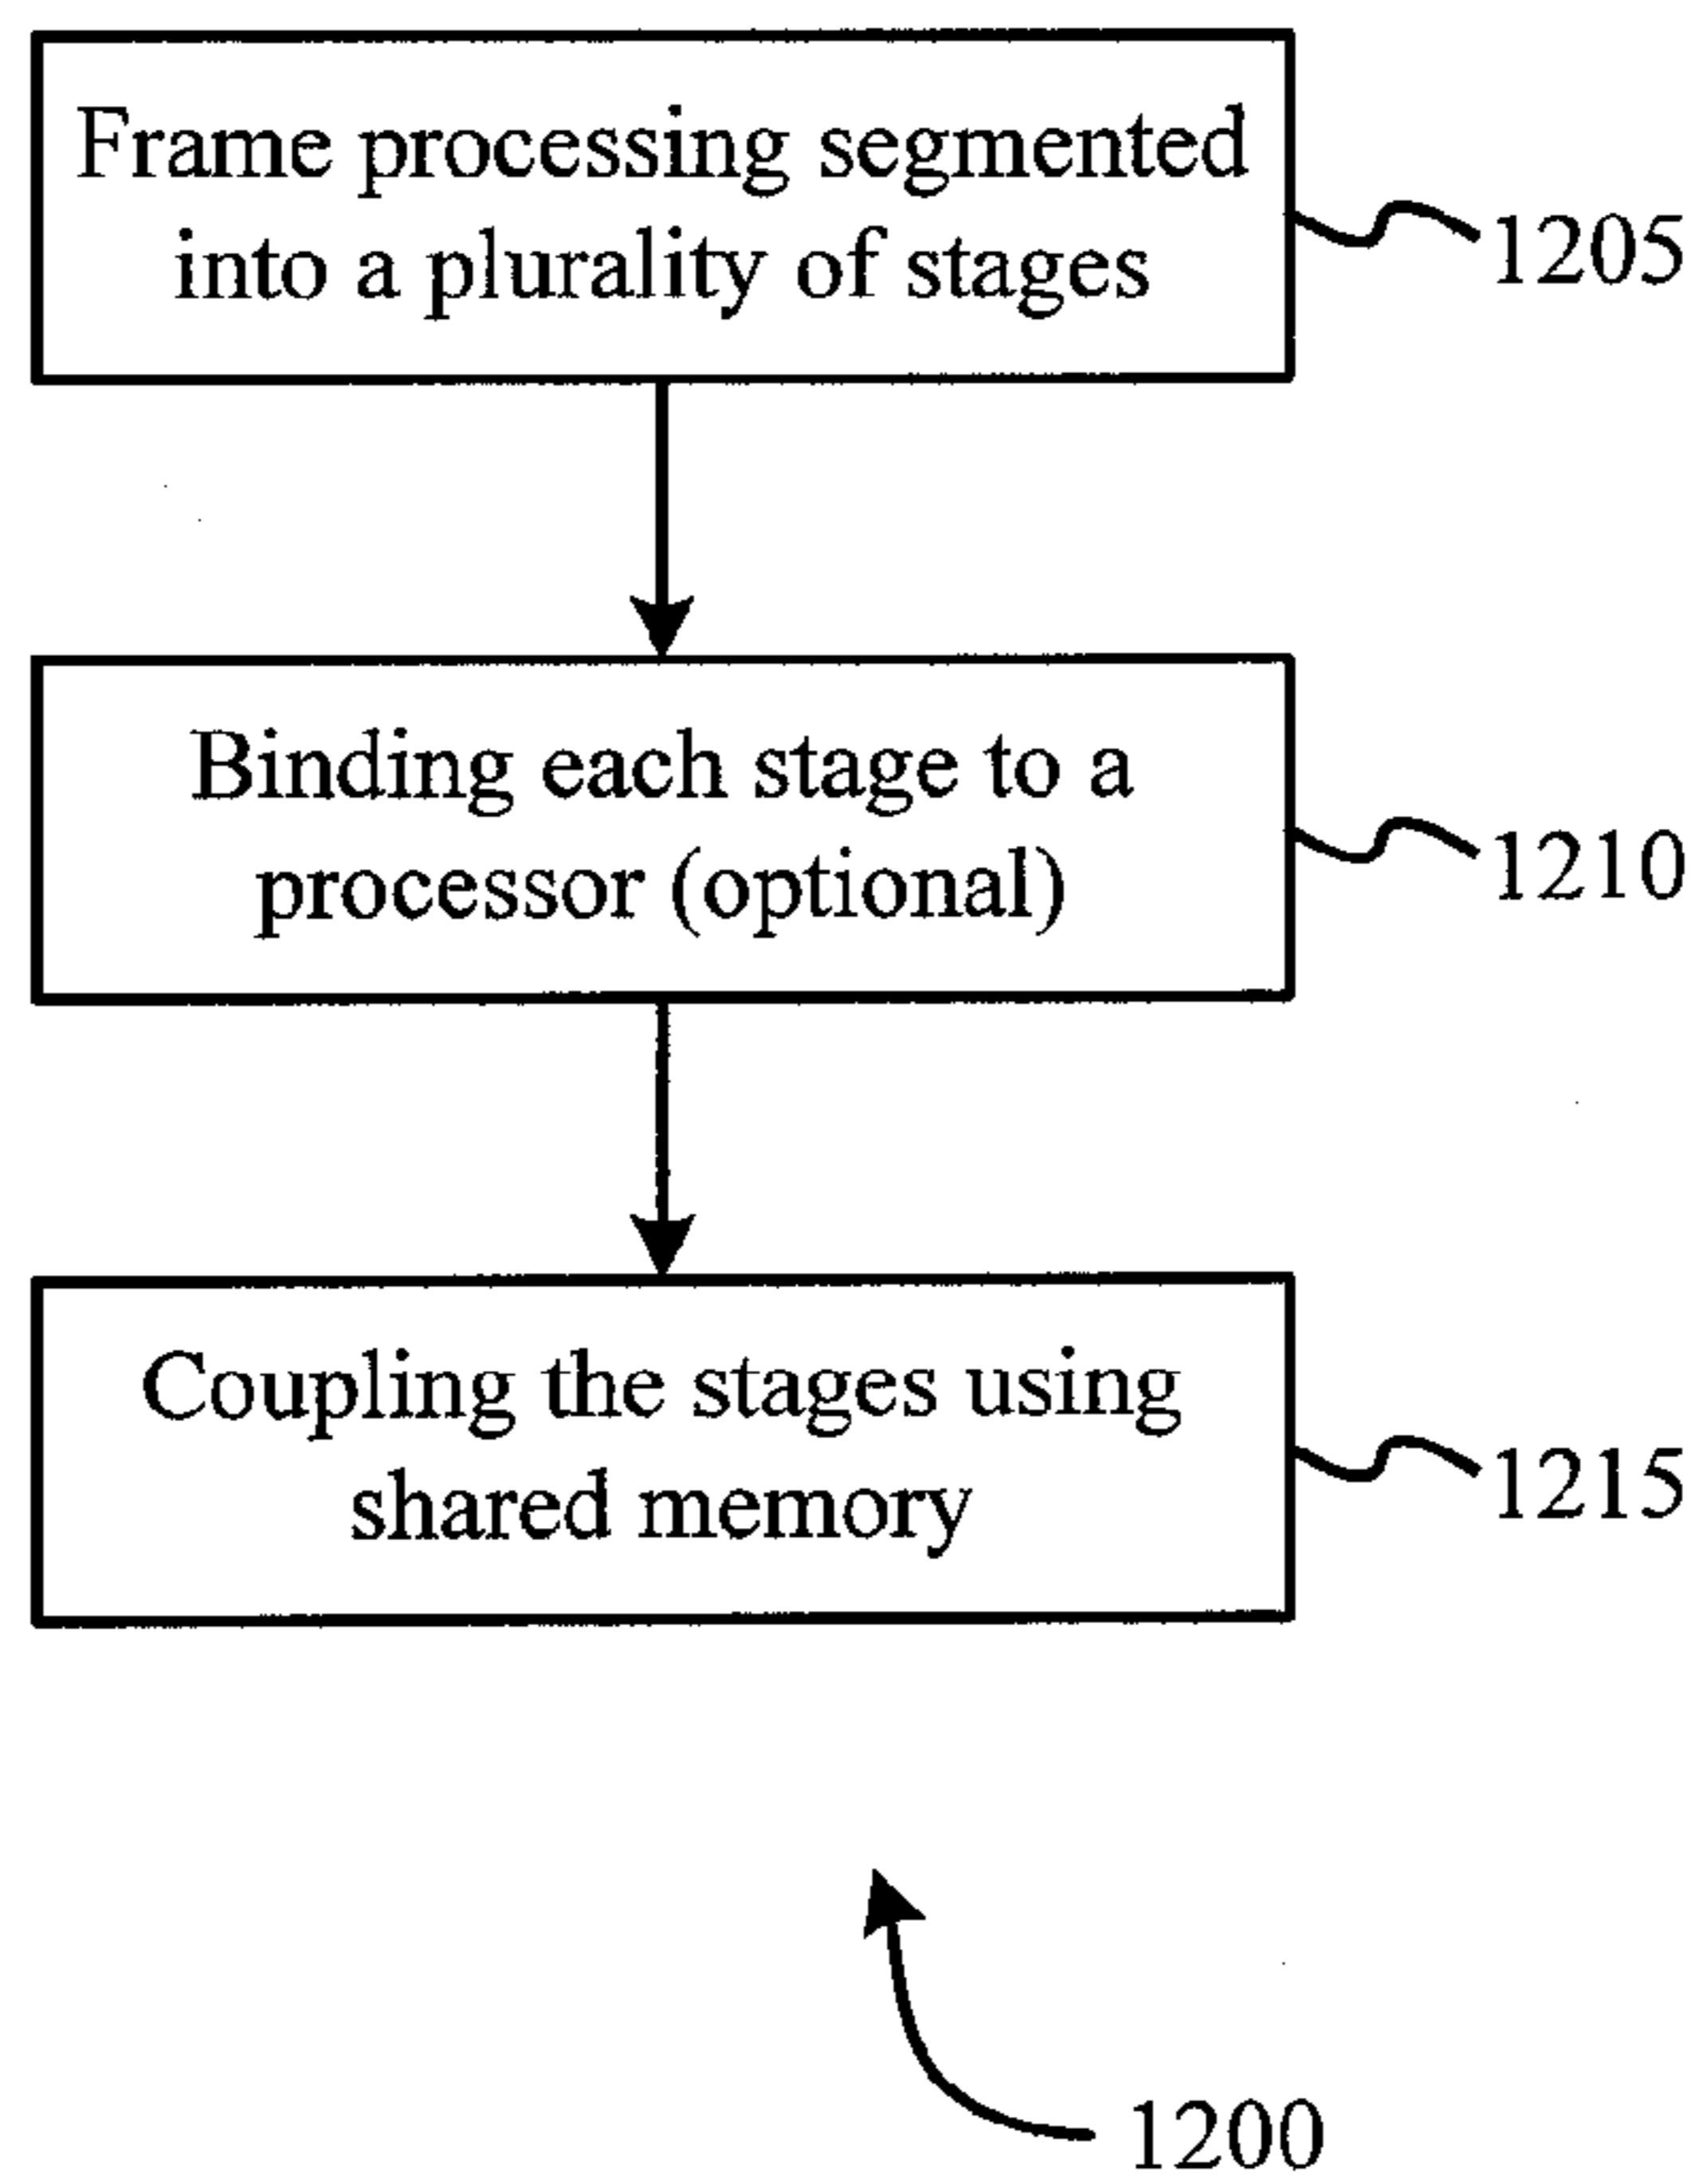 Frame processing segmented
into a plurality of stages
1205
Binding each stage to a
processor (optional)
1210
Coupling the stages using
shared memory
1215
1200